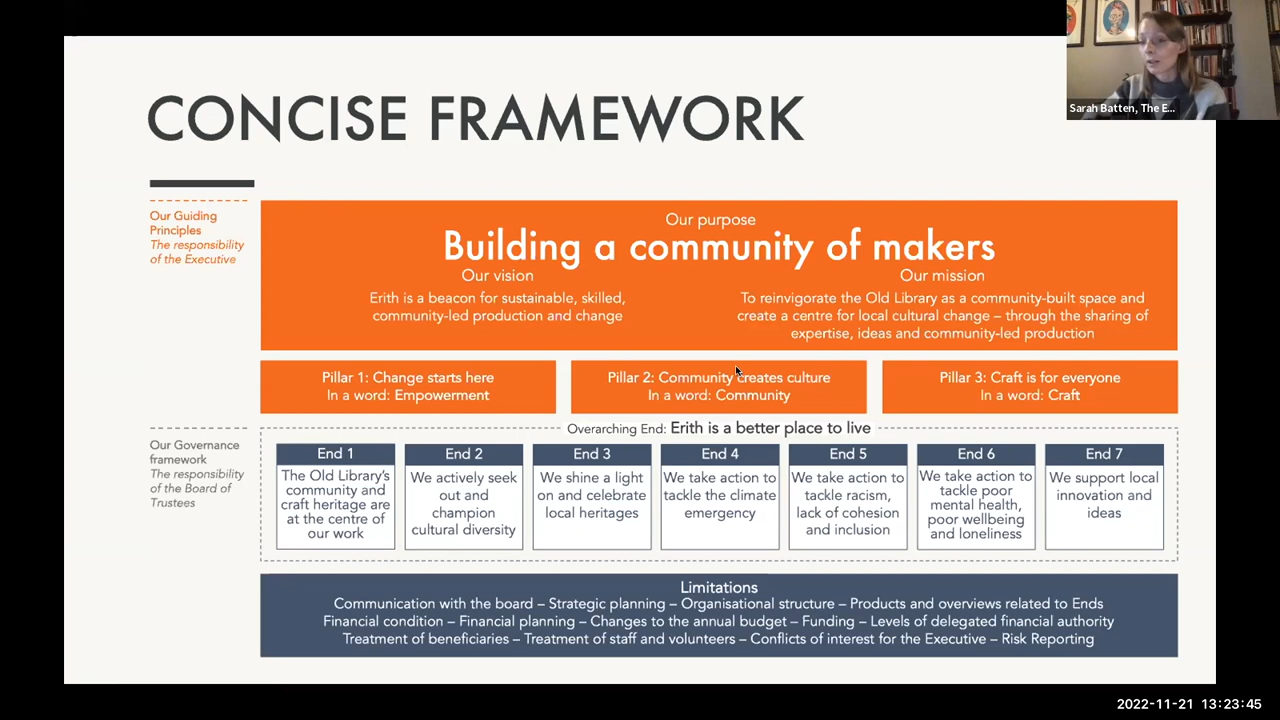 CONCISE FRAMEWORK
Sarah Batten, The E...
Our Guiding
Principles
The responsibility
of the Executive
Our purpose
Building a community of makers
Our vision
Erith is a beacon for sustainable, skilled,
community-led production and change
Our mission
To reinvigorate the Old Library as a community-built space and
create a centre for local cultural change – through the sharing of
expertise, ideas and community-led production
Pillar 1: Change starts here
In a word: Empowerment
Pillar 2: Community creates culture
In a word: Community
Pillar 3: Craft is for everyone
In a word: Craft
Our Governance
framework
The responsibility
of the Board of
Trustees
Overarching End: Erith is a better place to live
End 1
The Old Library's
community and
craft heritage are
at the centre of
our work
End 2
We actively seek
out and
champion
cultural diversity
End 3
We shine a light
on and celebrate
local heritages
End 4
We take action to
tackle the climate
emergency
End 5
We take action to
tackle racism,
lack of cohesion
and inclusion
End 6
We take action to
tackle poor
mental health,
poor wellbeing
and loneliness
End 7
We support local
innovation and
ideas
Limitations
Communication with the board – Strategic planning – Organisational structure – Products and overviews related to Ends
Financial condition – Financial planning – Changes to the annual budget – Funding – Levels of delegated financial authority
Treatment of beneficiaries – Treatment of staff and volunteers – Conflicts of interest for the Executive – Risk Reporting
2022-11-21 13:23:45